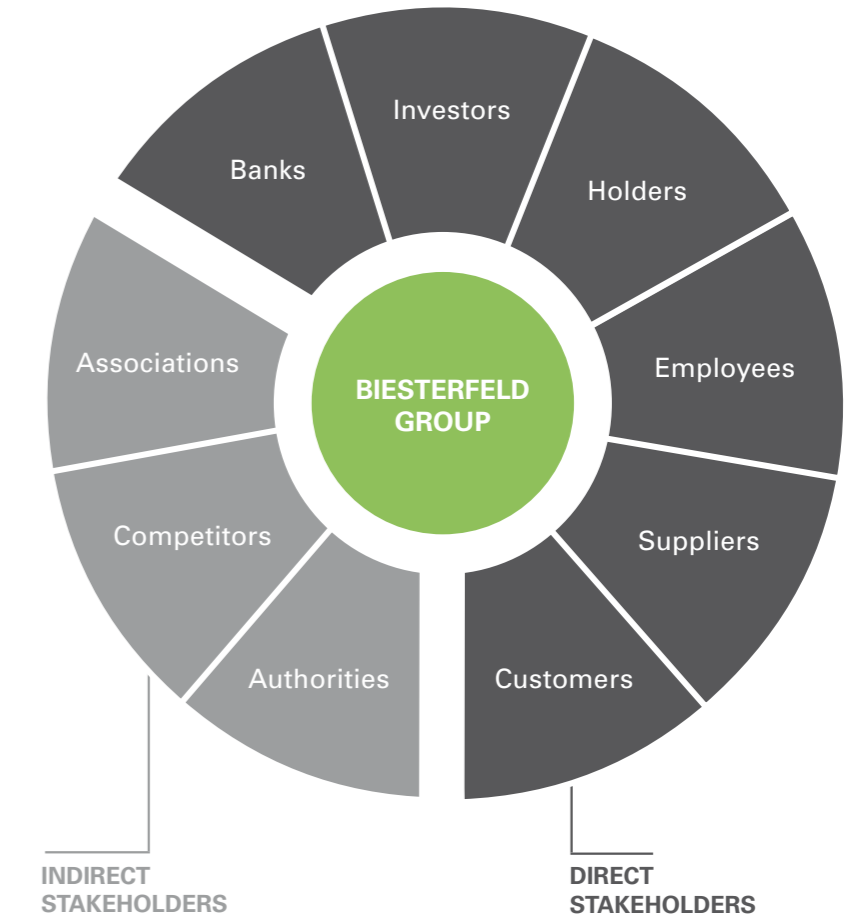 Investors
Banks
Holders
Associations
Employees
BIESTERFELD
GROUP
Competitors
Suppliers
Authorities
Customers
INDIRECT
STAKEHOLDERS
DIRECT
STAKEHOLDERS